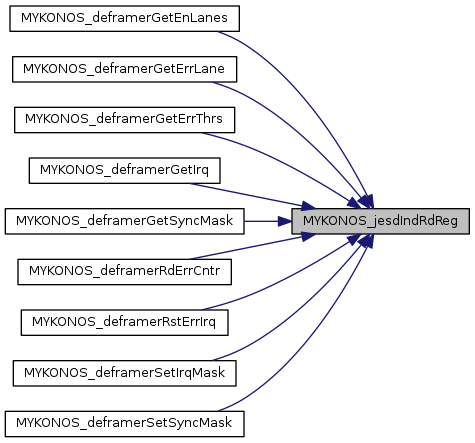 MYKONOS_deframerGetEnLanes
MYKONOS_deframerGetErrLane
MYKONOS_deframerGetErrThrs
MYKONOS_deframerGetIrq
MYKONOS_deframerGetSyncMask
MYKONOS_jesdIndRdReg
MYKONOS_deframerRdErrCntr
MYKONOS_deframerRstErrIrq
MYKONOS_deframerSetIrqMask
MYKONOS_deframerSetSyncMask